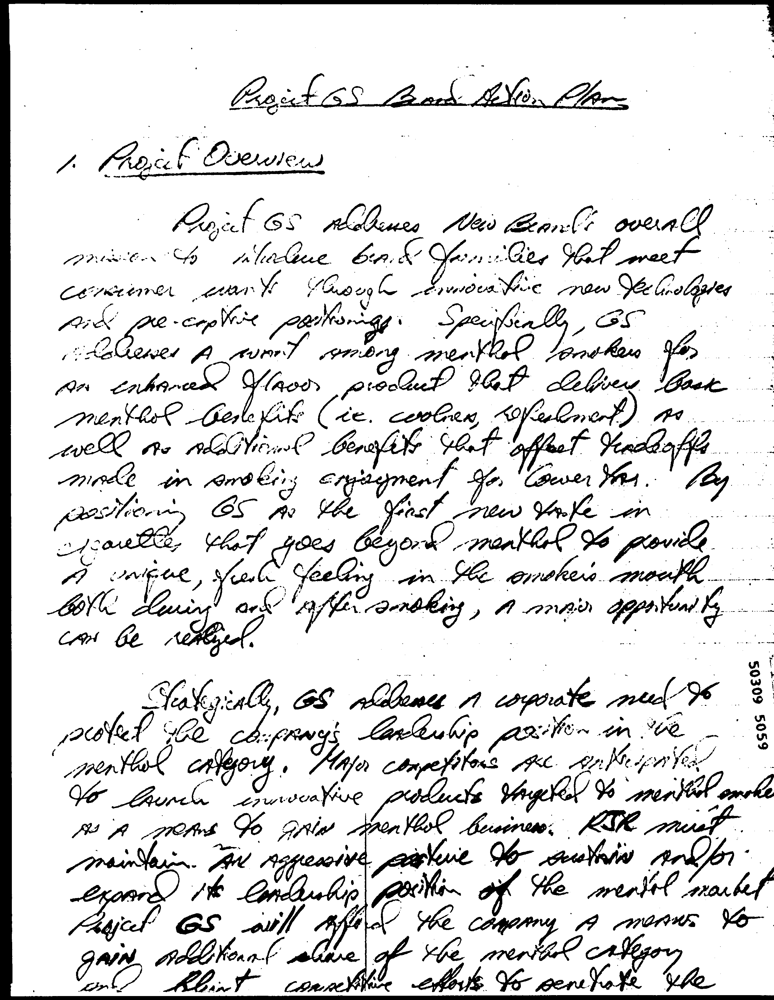 Project GS Brand Action Plan
1. Project Overview
Project GS Addresses New Brand's overall
mission to introduce brand families that meet
consumer wants through innovative new technologies
And pre-emptive positionings. Specifically, GS
Addresses A want among menthol smokers for
An enhanced flavor product that delivers basic
menthol benefits (ie. coolness, refreshment) As
well As Additional benefits that offset tradeoffs
made in smoking enjoyment for lower tar. By
positioning GS As the first new taste in
cigarettes that goes beyond menthol to provide
A unique, fresh feeling in the smoker's mouth
both during and After smoking, A major opportunity
CAN be realized.
Strategically, GS Addresses A corporate need to
protect the company's leadership position in the
menthol category. Major competitors Are anticipated
to launch innovative products targeted to menthol smoke
As A means to gain menthol business. RJR must
maintain An Aggressive posture to sustain And/or
expand its leadership position of the menthol market
Project GS will Afford the company A means to
gain Additional share of the menthol category
and blunt competitive efforts to penetrate the
50309 5059